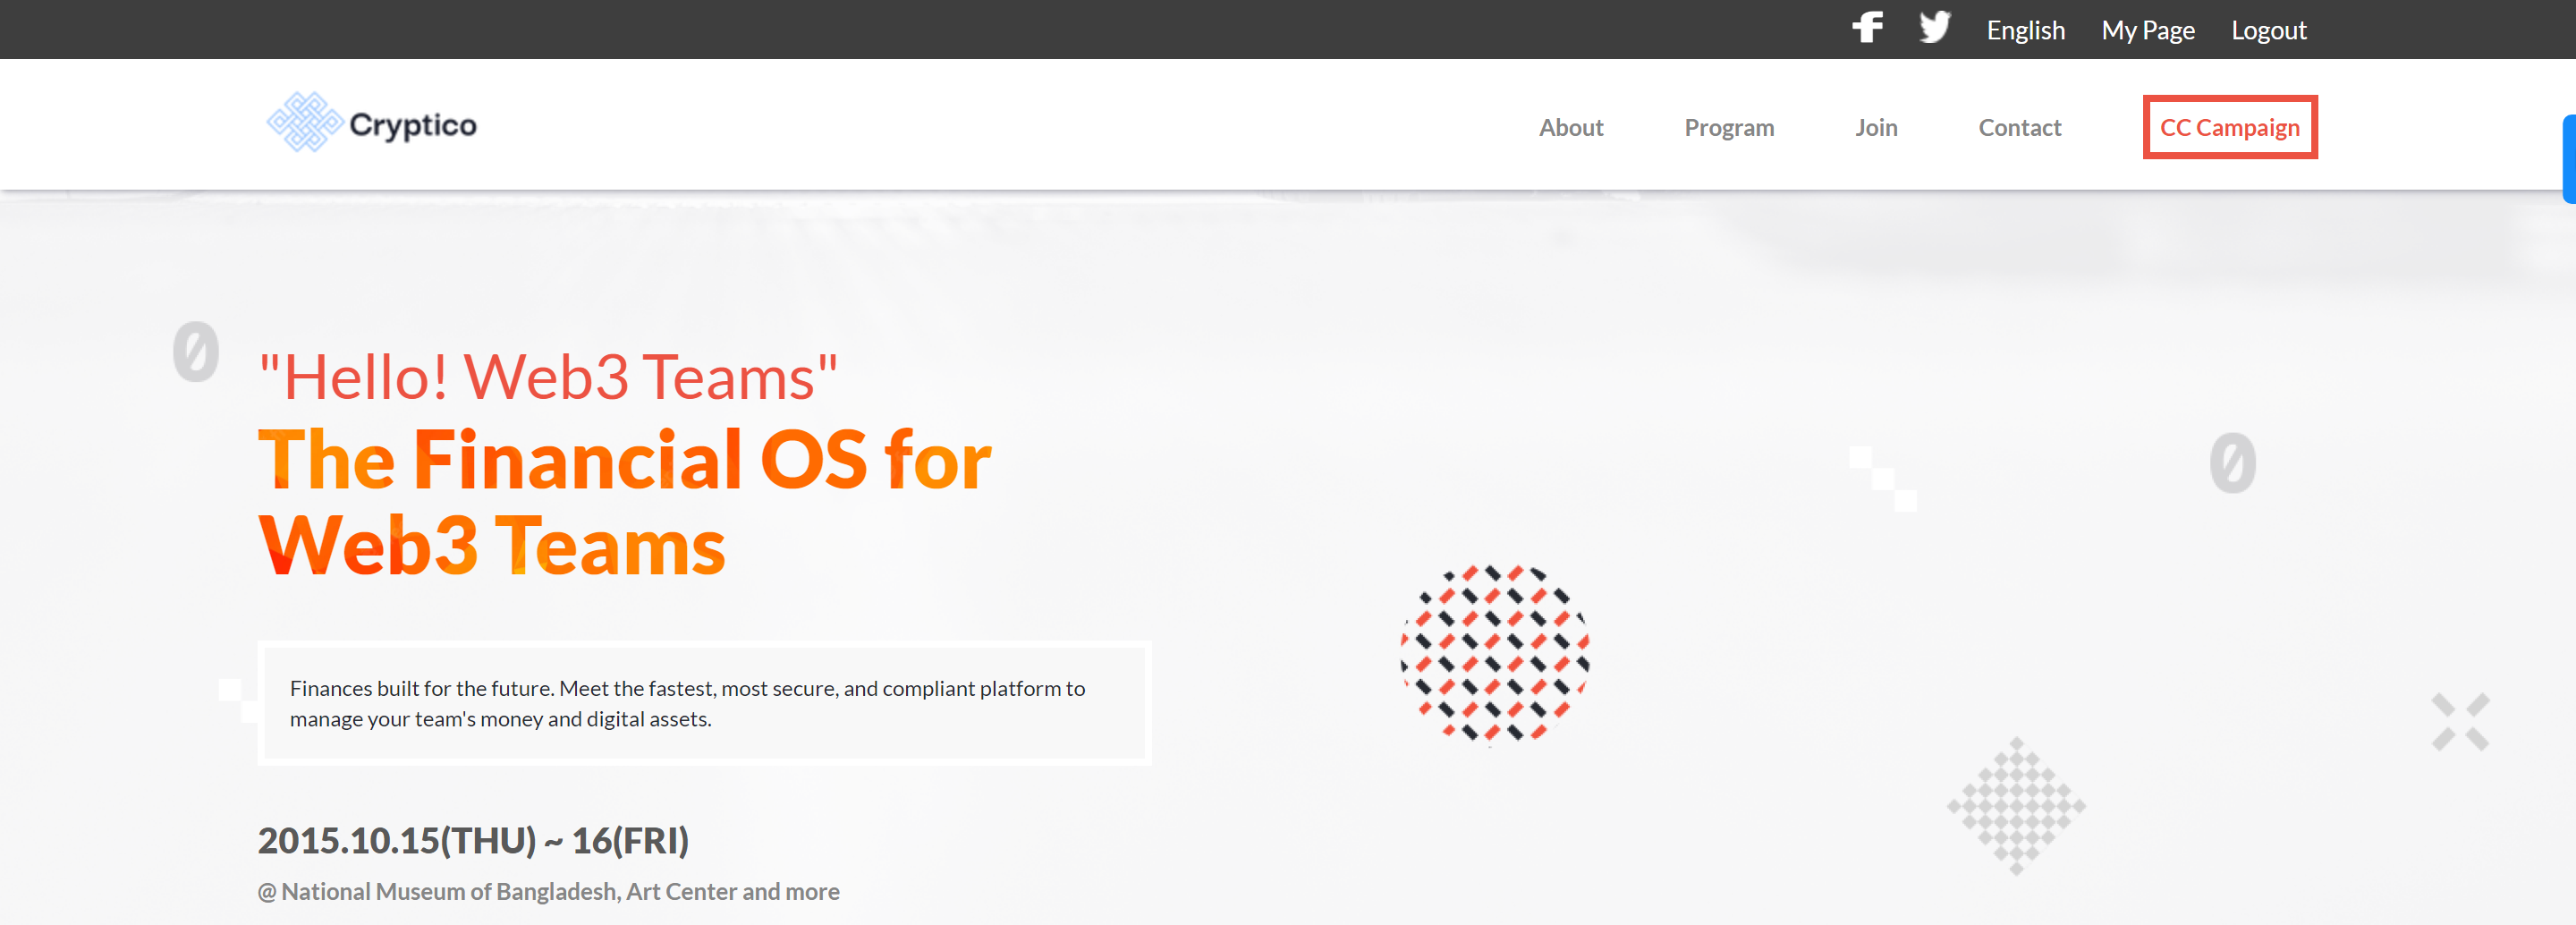 English My Page Logout
Cryptico
About Program Join Contact CC Campaign
0
"Hello! Web3 Teams"
The Financial OS for
Web3 Teams
0
Finances built for the future. Meet the fastest, most secure, and compliant platform to
manage your team's money and digital assets.
2015.10.15(THU) ~ 16(FRI)
@ National Museum of Bangladesh, Art Center and more